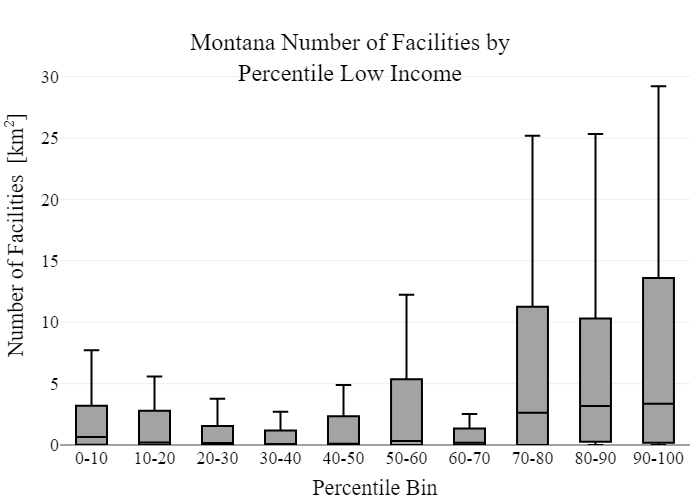 Montana Number of Facilities by
Percentile Low Income
Number of Facilities [km²]
30
25
20
15
10
5
0
0-10 10-20 20-30 30-40 40-50 50-60 60-70 70-80 80-90 90-100
Percentile Bin